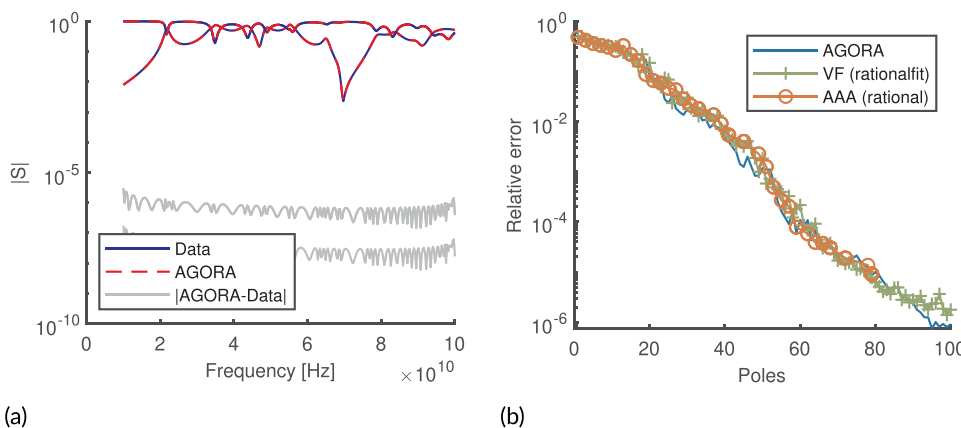 10^0
10^-5
10^-10
|S|
Data
AGORA
|AGORA-Data|
0 2 4 6 8 10
Frequency [Hz]
×10^10
(a)
10^0
10^-2
10^-4
10^-6
Relative error
AGORA
VF (rationalfit)
AAA (rational)
0 20 40 60 80 100
Poles
(b)